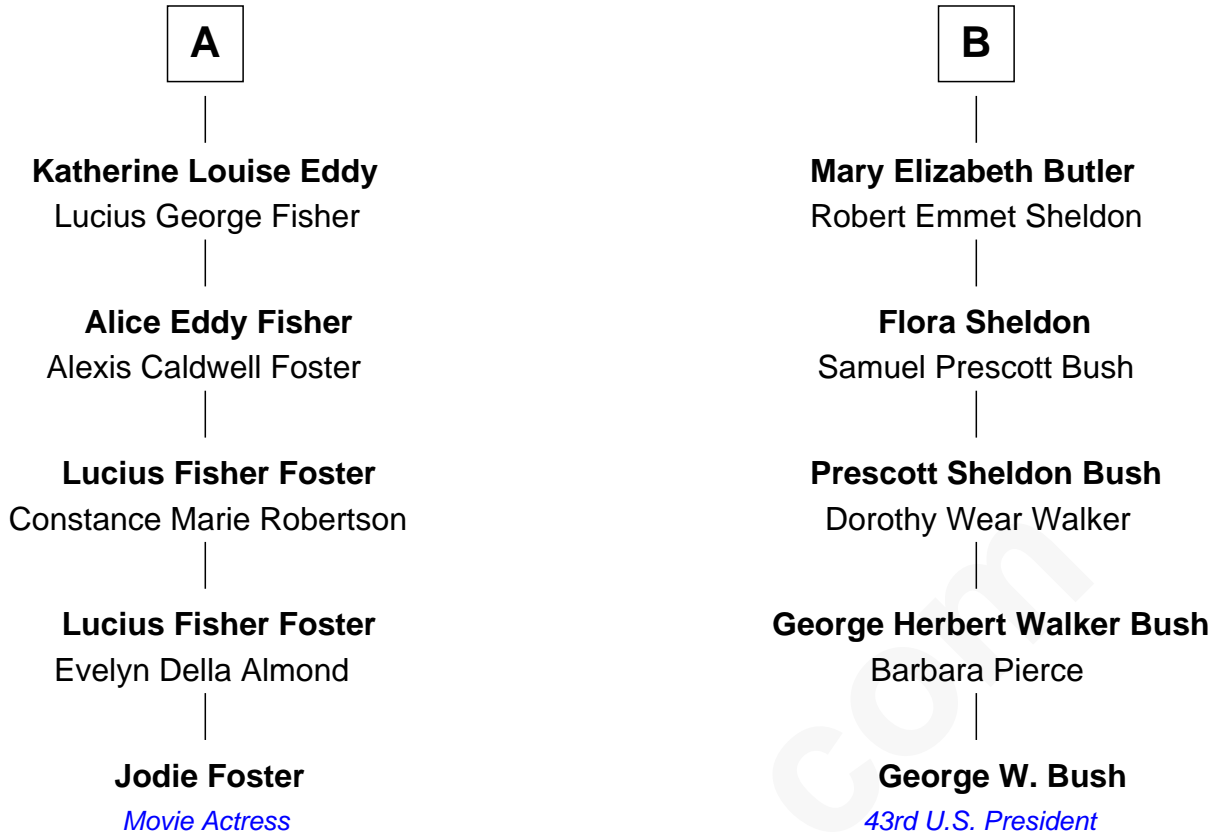 A
Katherine Louise Eddy
Lucius George Fisher
Alice Eddy Fisher
Alexis Caldwell Foster
Lucius Fisher Foster
Constance Marie Robertson
Lucius Fisher Foster
Evelyn Della Almond
Jodie Foster
Movie Actress
B
Mary Elizabeth Butler
Robert Emmet Sheldon
Flora Sheldon
Samuel Prescott Bush
Prescott Sheldon Bush
Dorothy Wear Walker
George Herbert Walker Bush
Barbara Pierce
George W. Bush
43rd U.S. President
com